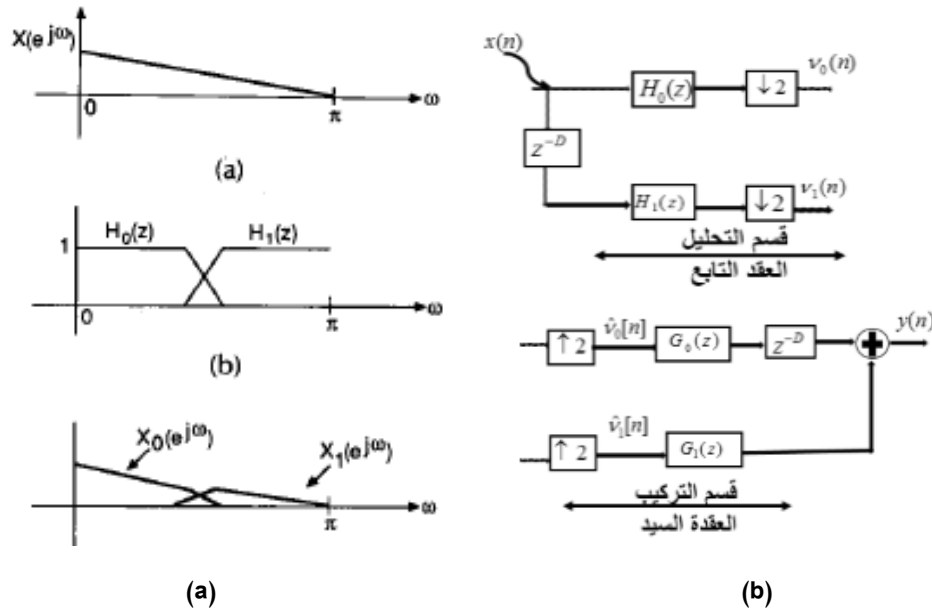 X(e^jω)
0
π
ω
(a)
1
H₀(z)
H₁(z)
0
π
ω
(b)
X₀(e^jω)
X₁(e^jω)
π
ω
(a)
x(n)
H₀(z)
↓2
v₀(n)
Z^-D
H₁(z)
↓2
v₁(n)
قسم التحليل
العقد التابع
↑2
v̂₀[n]
G₀(z)
Z^-D
+
y(n)
↑2
v̂₁[n]
G₁(z)
قسم التركيب
العقدة السيد
(b)